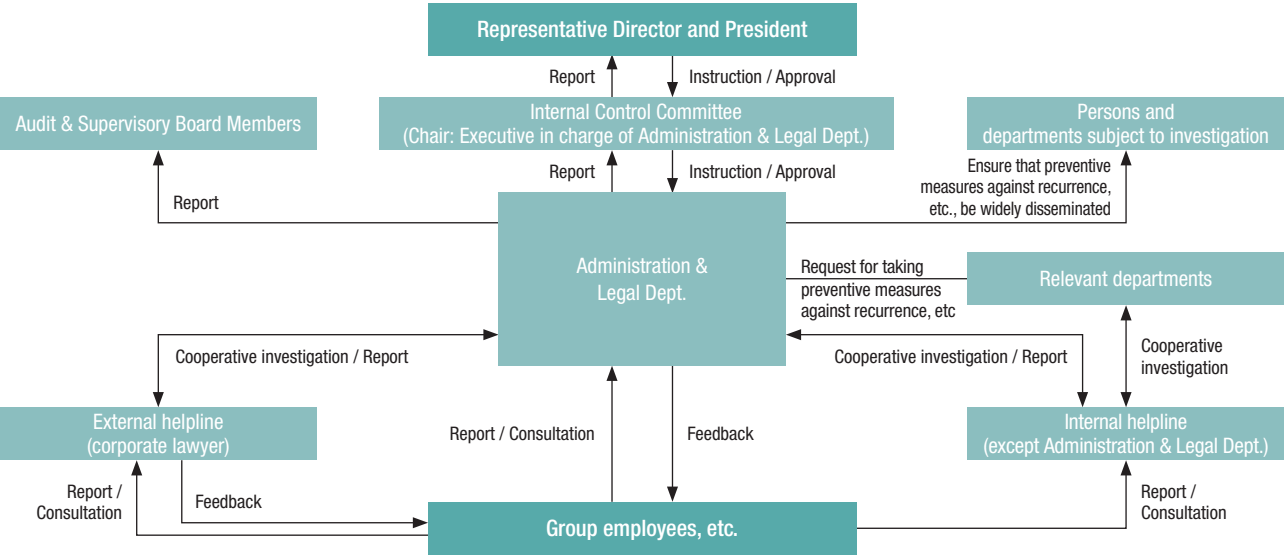 Representative Director and President
Report
Instruction / Approval
Audit & Supervisory Board Members
Internal Control Committee
(Chair: Executive in charge of Administration & Legal Dept.)
Persons and
departments subject to investigation
Report
Instruction / Approval
Ensure that preventive
measures against recurrence,
etc., be widely disseminated
Report
Administration &
Legal Dept.
Request for taking
preventive measures
against recurrence, etc
Relevant departments
Cooperative investigation / Report
Cooperative investigation / Report
Cooperative
investigation
External helpline
(corporate lawyer)
Report / Consultation
Feedback
Internal helpline
(except Administration & Legal Dept.)
Report /
Consultation
Feedback
Group employees, etc.
Report /
Consultation